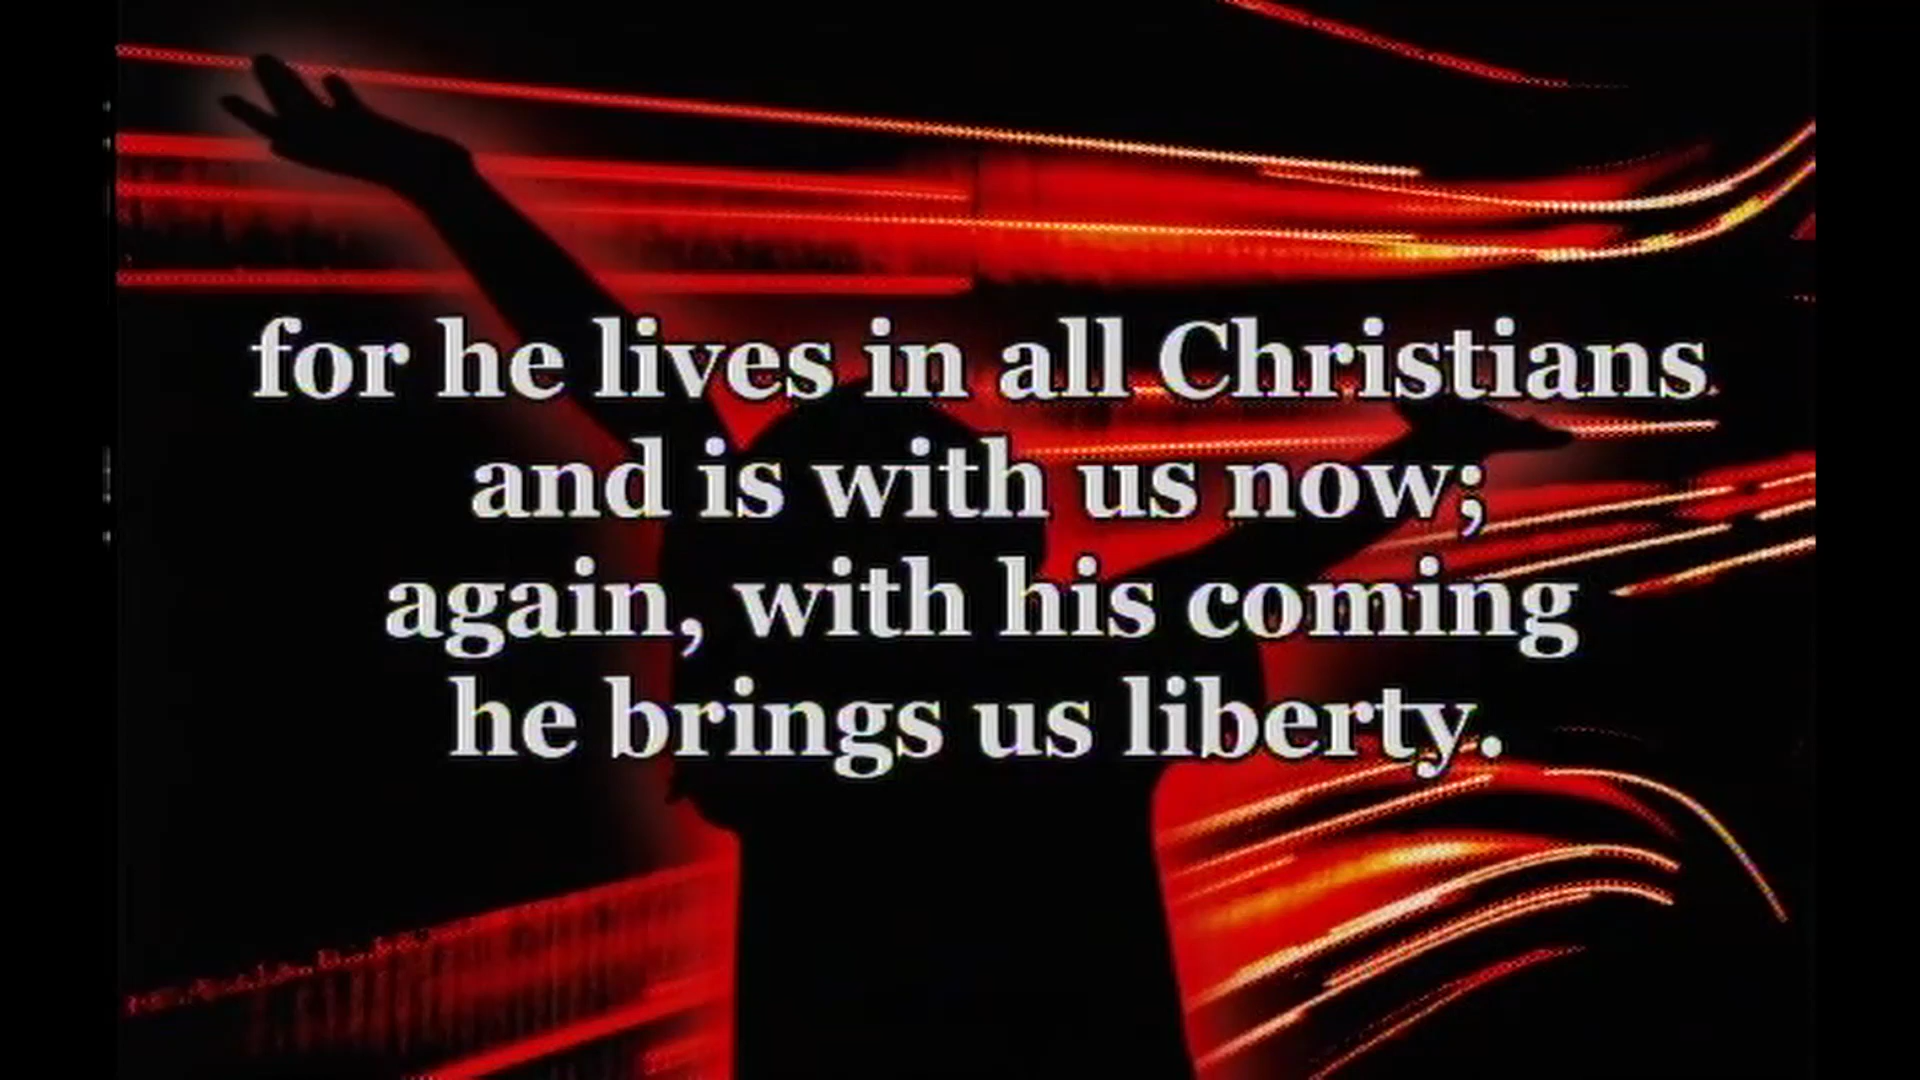 for he lives in all Christians
and is with us now;
again, with his coming
he brings us liberty.